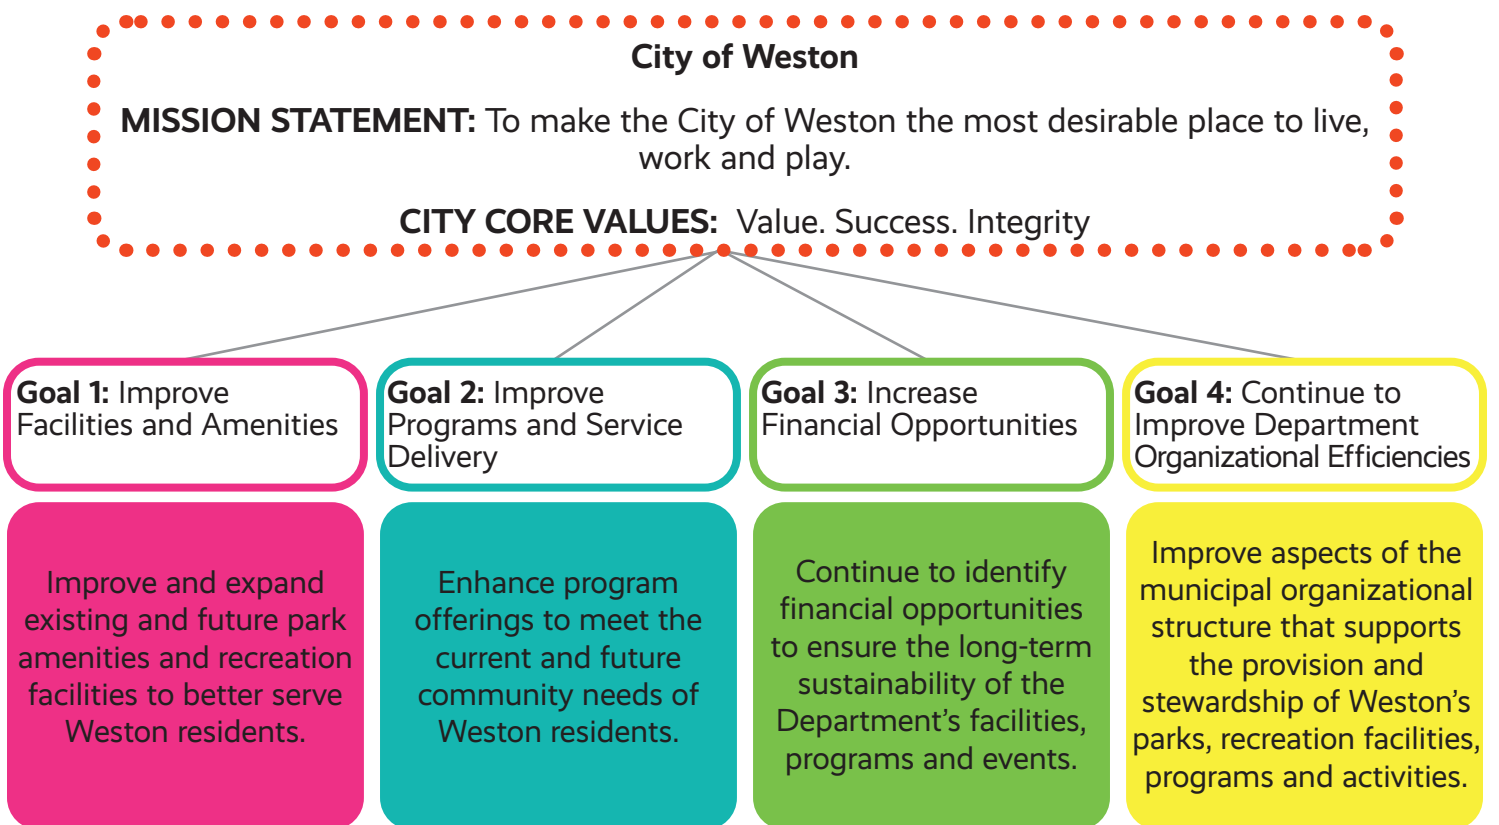 City of Weston
MISSION STATEMENT: To make the City of Weston the most desirable place to live,
work and play.
CITY CORE VALUES: Value. Success. Integrity
Goal 1: Improve
Facilities and Amenities
Goal 2: Improve
Programs and Service
Delivery
Goal 3: Increase
Financial Opportunities
Goal 4: Continue to
Improve Department
Organizational Efficiencies
Improve and expand
existing and future park
amenities and recreation
facilities to better serve
Weston residents.
Enhance program
offerings to meet the
current and future
community needs of
Weston residents.
Continue to identify
financial opportunities
to ensure the long-term
sustainability of the
Department’s facilities,
programs and events.
Improve aspects of the
municipal organizational
structure that supports
the provision and
stewardship of Weston’s
parks, recreation facilities,
programs and activities.